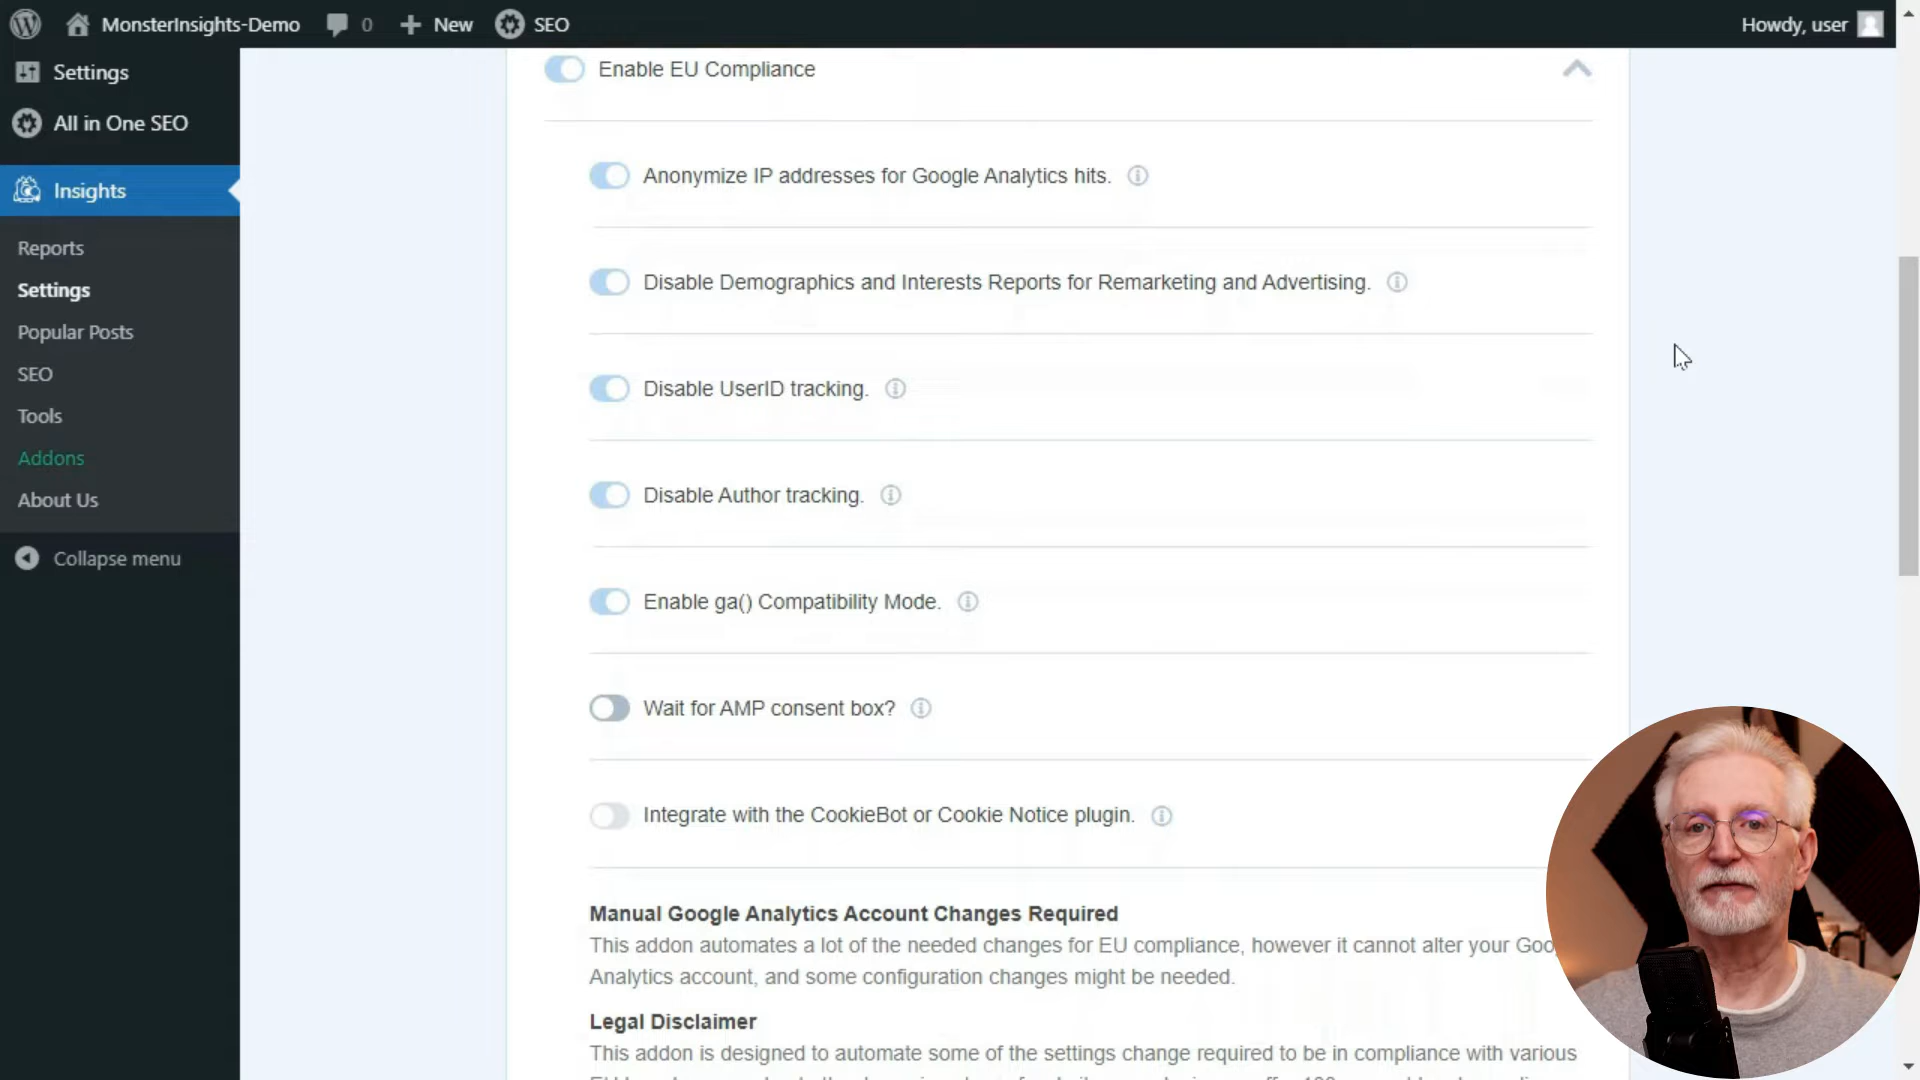 MonsterInsights-Demo 0 New SEO Howdy, user
Settings
All in One SEO
Insights
Reports
Settings
Popular Posts
SEO
Tools
Addons
About Us
Collapse menu
Enable EU Compliance
Anonymize IP addresses for Google Analytics hits.
Disable Demographics and Interests Reports for Remarketing and Advertising.
Disable UserID tracking.
Disable Author tracking.
Enable ga() Compatibility Mode.
Wait for AMP consent box?
Integrate with the CookieBot or Cookie Notice plugin.
Manual Google Analytics Account Changes Required
This addon automates a lot of the needed changes for EU compliance, however it cannot alter your Goo
Analytics account, and some configuration changes might be needed.
Legal Disclaimer
This addon is designed to automate some of the settings change required to be in compliance with various